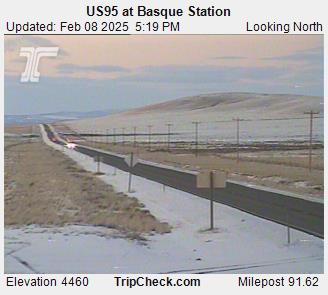 US95 at Basque Station
Updated: Feb 08 2025 5:19 PM Looking North
Elevation 4460 TripCheck.com Milepost 91.62